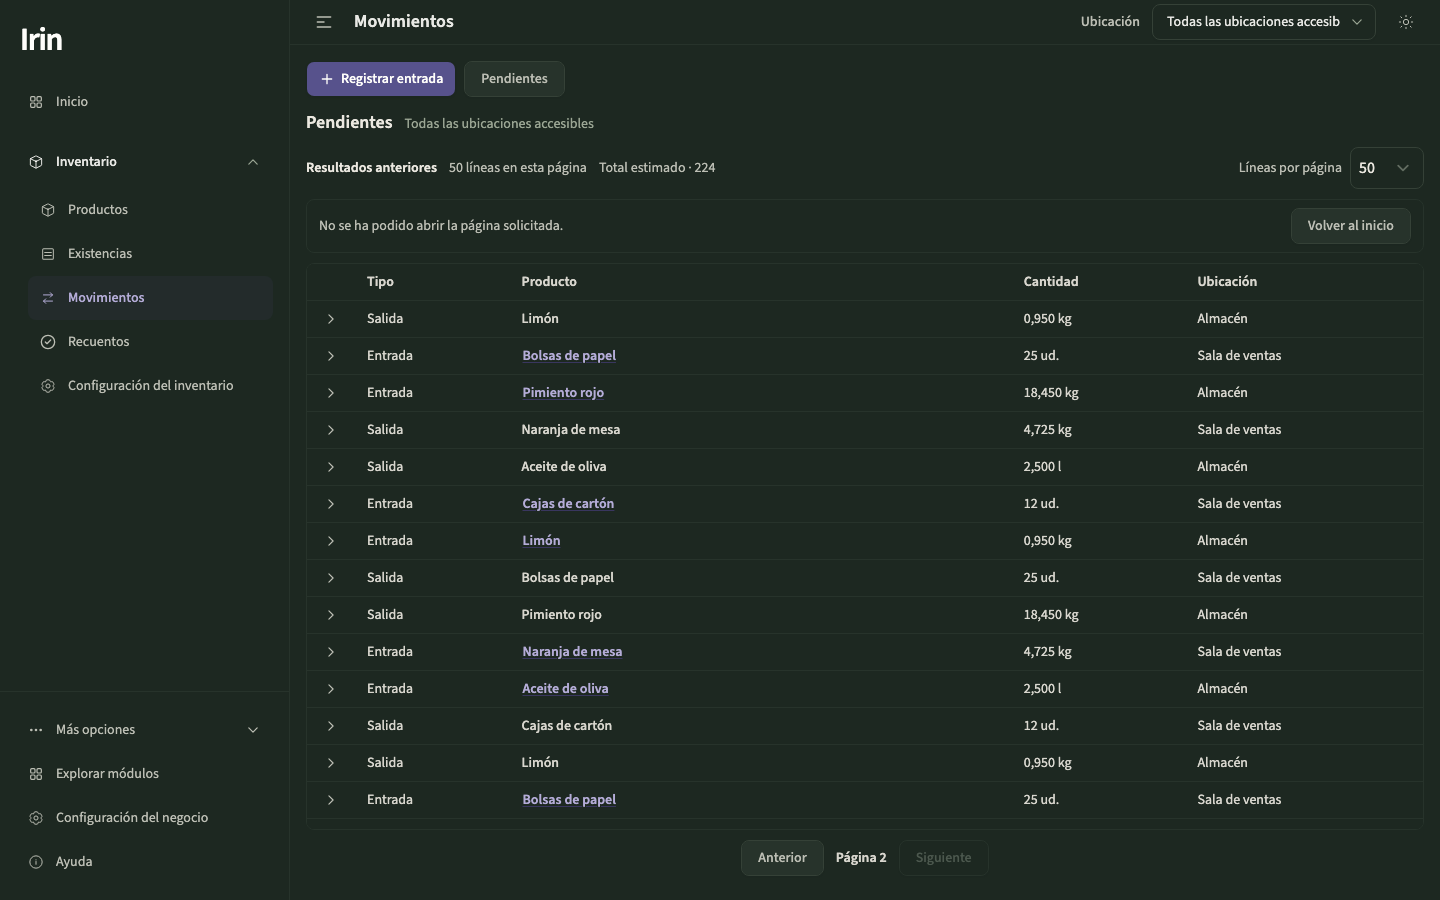 Irin
Inicio
Inventario
Productos
Existencias
Movimientos
Recuentos
Configuración del inventario
Más opciones
Explorar módulos
Configuración del negocio
Ayuda
Movimientos
Ubicación Todas las ubicaciones accesib
Registrar entrada Pendientes
Pendientes Todas las ubicaciones accesibles
Resultados anteriores 50 líneas en esta página Total estimado · 224 Líneas por página 50
No se ha podido abrir la página solicitada. Volver al inicio
Tipo Producto Cantidad Ubicación
Salida Limón 0,950 kg Almacén
Entrada Bolsas de papel 25 ud. Sala de ventas
Entrada Pimiento rojo 18,450 kg Almacén
Salida Naranja de mesa 4,725 kg Sala de ventas
Salida Aceite de oliva 2,500 l Almacén
Entrada Cajas de cartón 12 ud. Sala de ventas
Entrada Limón 0,950 kg Almacén
Salida Bolsas de papel 25 ud. Sala de ventas
Salida Pimiento rojo 18,450 kg Almacén
Entrada Naranja de mesa 4,725 kg Sala de ventas
Entrada Aceite de oliva 2,500 l Almacén
Salida Cajas de cartón 12 ud. Sala de ventas
Salida Limón 0,950 kg Almacén
Entrada Bolsas de papel 25 ud. Sala de ventas
Anterior Página 2 Siguiente